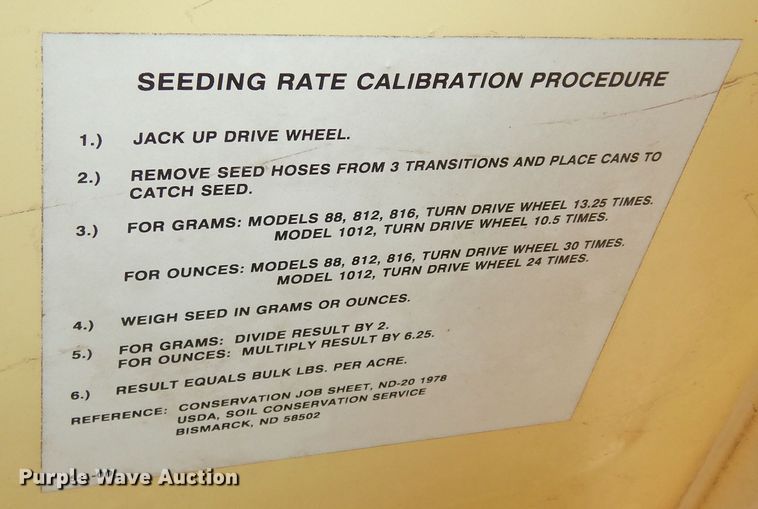 SEEDING RATE CALIBRATION PROCEDURE
1.) JACK UP DRIVE WHEEL.
2.) REMOVE SEED HOSES FROM 3 TRANSITIONS AND PLACE CANS TO
CATCH SEED.
3.) FOR GRAMS: MODELS 88, 812, 816, TURN DRIVE WHEEL 13.25 TIMES.
MODEL 1012, TURN DRIVE WHEEL 10.5 TIMES.
FOR OUNCES: MODELS 88, 812, 816, TURN DRIVE WHEEL 30 TIMES.
MODEL 1012, TURN DRIVE WHEEL 24 TIMES.
4.) WEIGH SEED IN GRAMS OR OUNCES.
5.) FOR GRAMS: DIVIDE RESULT BY 2.
FOR OUNCES: MULTIPLY RESULT BY 6.25.
6.) RESULT EQUALS BULK LBS. PER ACRE.
REFERENCE: CONSERVATION JOB SHEET, ND-20 1978
USDA, SOIL CONSERVATION SERVICE
BISMARCK, ND 58502
Purple Wave Auction